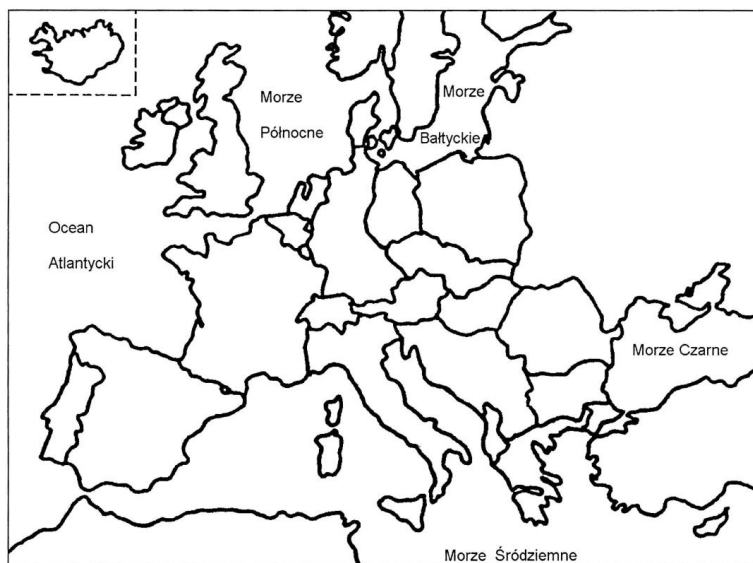 Morze
Północne
Morze
Bałtyckie
Ocean
Atlantycki
Morze Czarne
Morze Śródziemne